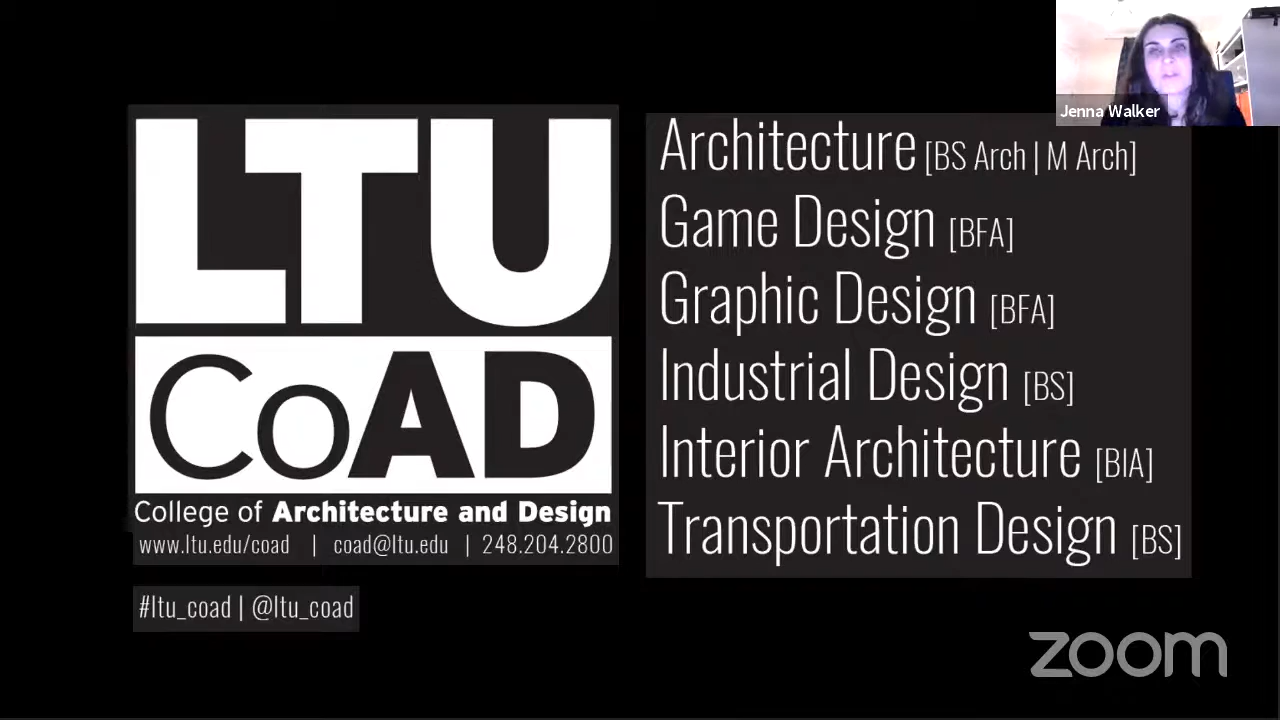 LTU
CoAD
College of Architecture and Design
www.ltu.edu/coad | coad@ltu.edu | 248.204.2800
#ltu_coad | @ltu_coad
Architecture [BS Arch | M Arch]
Game Design [BFA]
Graphic Design [BFA]
Industrial Design [BS]
Interior Architecture [BIA]
Transportation Design [BS]
Jenna Walker
zoom